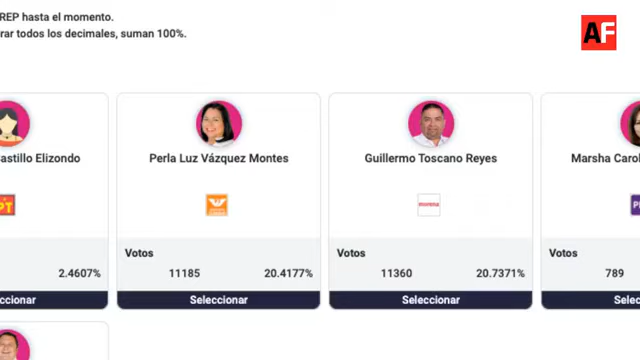 REP hasta el momento.
rar todos los decimales, suman 100%.
AF
astillo Elizondo
Perla Luz Vázquez Montes
Guillermo Toscano Reyes
Marsha Carol
PT
morena
Votos
Votos
Votos
2.4607%
11185 20.4177%
11360 20.7371%
789
ccionar
Seleccionar
Seleccionar
Selec